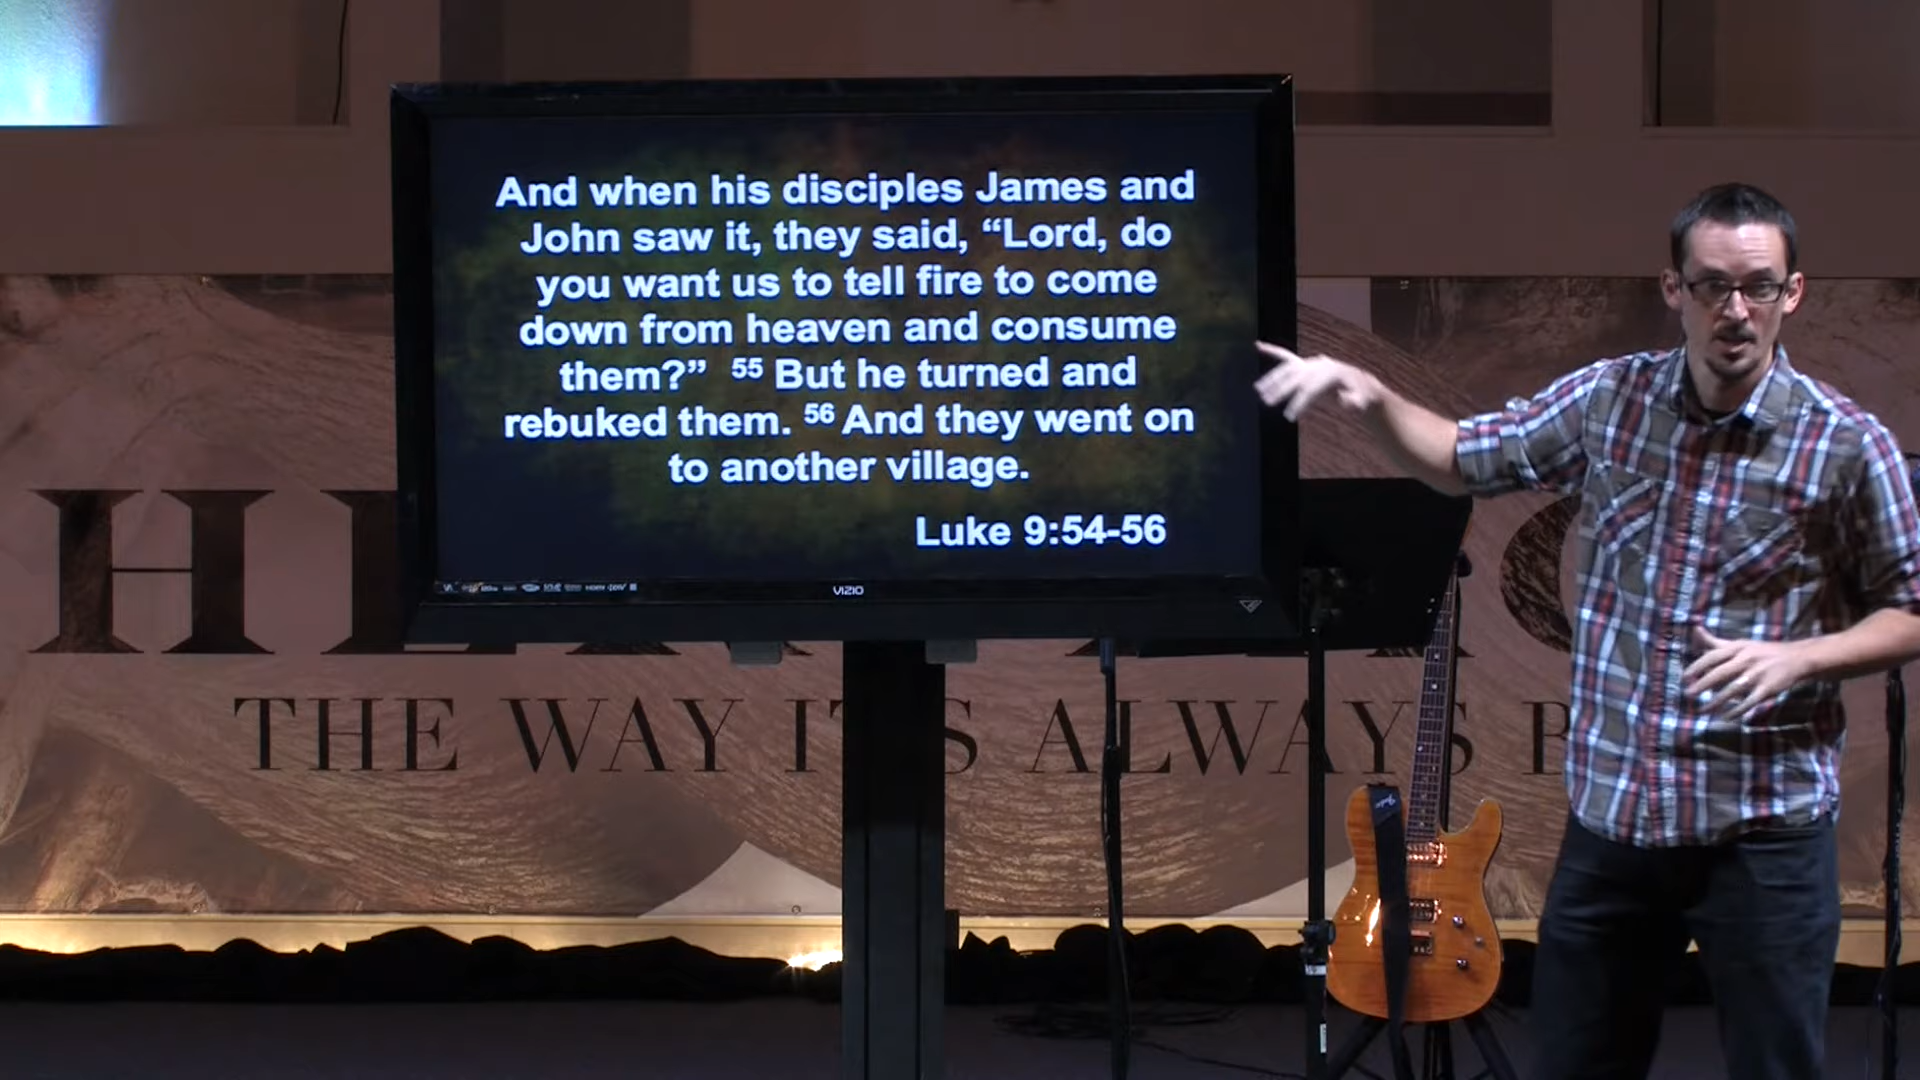 And when his disciples James and
John saw it, they said, “Lord, do
you want us to tell fire to come
down from heaven and consume
them?” 55 But he turned and
rebuked them. 56 And they went on
to another village.
Luke 9:54-56
VIZIO
THE WAY IT'S ALWAYS B
Fender